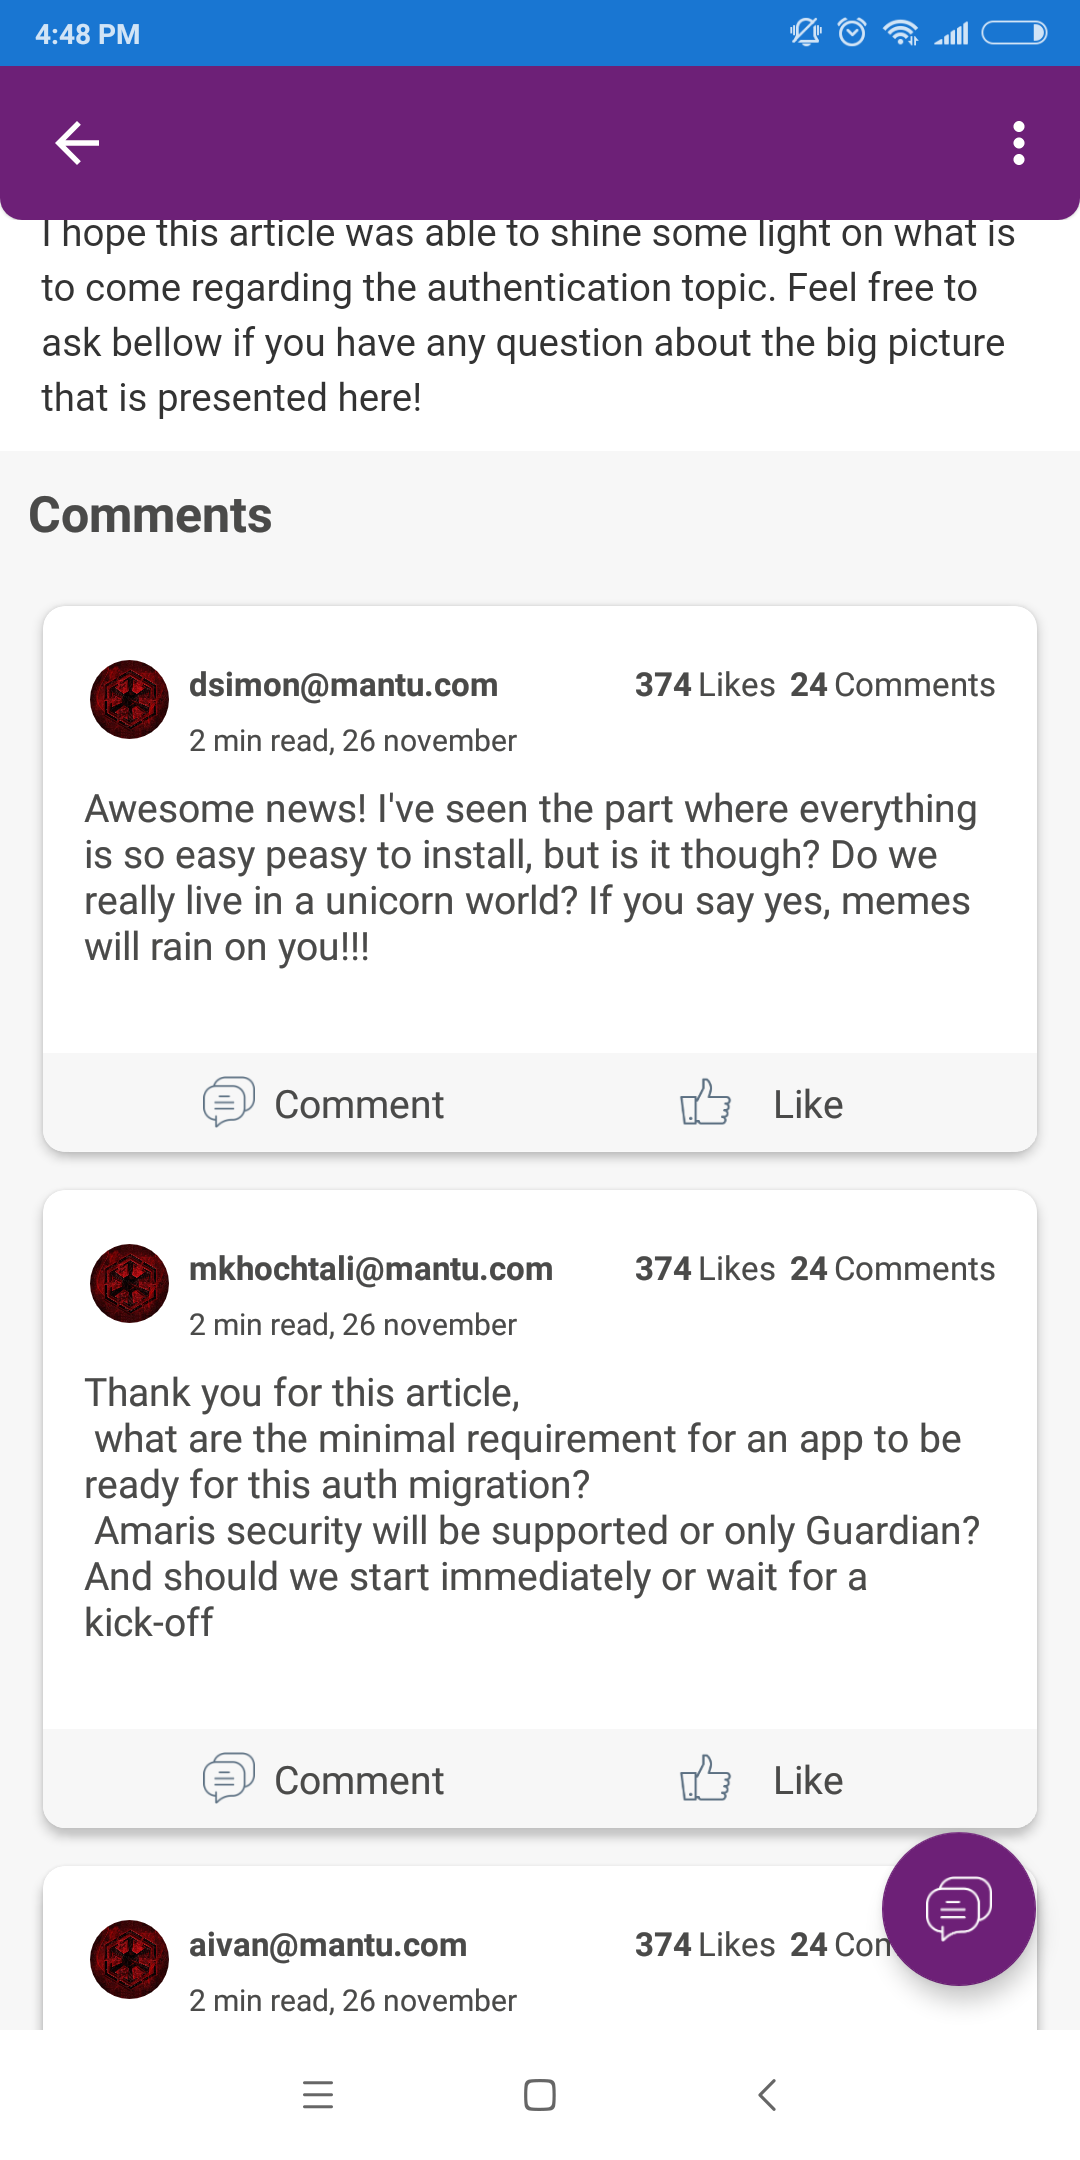 4:48 PM
I hope this article was able to shine some light on what is
to come regarding the authentication topic. Feel free to
ask bellow if you have any question about the big picture
that is presented here!
Comments
dsimon@mantu.com 374 Likes 24 Comments
2 min read, 26 november
Awesome news! I've seen the part where everything
is so easy peasy to install, but is it though? Do we
really live in a unicorn world? If you say yes, memes
will rain on you!!!
Comment Like
mkhochtali@mantu.com 374 Likes 24 Comments
2 min read, 26 november
Thank you for this article,
what are the minimal requirement for an app to be
ready for this auth migration?
Amaris security will be supported or only Guardian?
And should we start immediately or wait for a
kick-off
Comment Like
aivan@mantu.com 374 Likes 24 Com
2 min read, 26 november